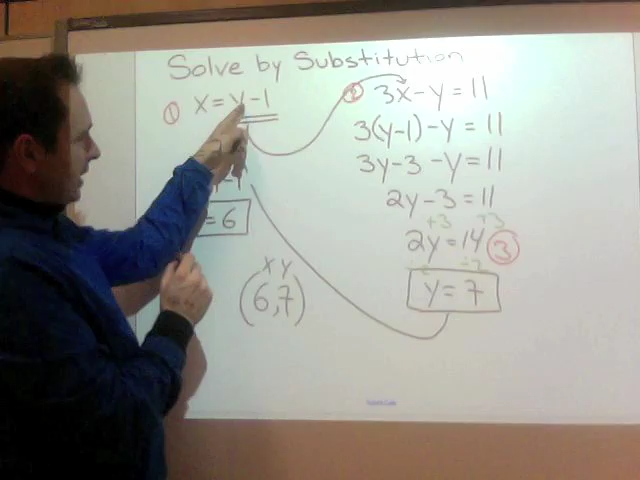 Solve by Substitution
① x = y - 1
② 3x - y = 11
3(y-1) - y = 11
3y - 3 - y = 11
2y - 3 = 11
+3 +3
2y = 14 ③
y = 7
= 6
x y
(6,7)